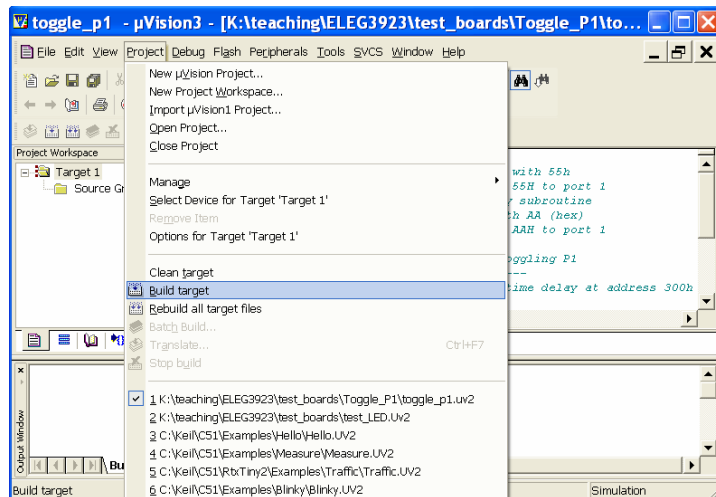 toggle_p1 - µVision3 - [K:\teaching\ELEG3923\test_boards\Toggle_P1\to...
File Edit View Project Debug Flash Peripherals Tools SVCS Window Help
New µVision Project...
New Project Workspace...
Import µVision1 Project...
Open Project...
Close Project
Project Workspace
Target 1
Source Gr
Manage
Select Device for Target 'Target 1'
Remove Item
Options for Target 'Target 1'
Clean target
Build target
Rebuild all target files
Batch Build...
Translate... Ctrl+F7
Stop build
with 55h
55H to port 1
subroutine
AA (hex)
AAH to port 1
oggling P1
---
time delay at address 300h
1 K:\teaching\ELEG3923\test_boards\Toggle_P1\toggle_p1.uv2
2 K:\teaching\ELEG3923\test_boards\test_LED.Uv2
3 C:\Keil\C51\Examples\Hello\Hello.UV2
4 C:\Keil\C51\Examples\Measure\Measure.UV2
5 C:\Keil\C51\RtxTiny2\Examples\Traffic\Traffic.UV2
6 C:\Keil\C51\Examples\Blinky\Blinky.UV2
Output Window
Bu
Build target
Simulation